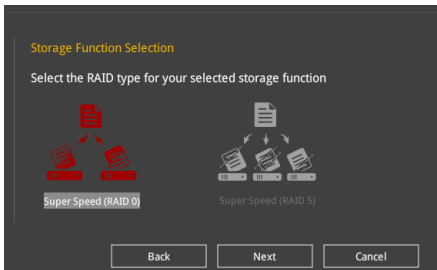 Storage Function Selection
Select the RAID type for your selected storage function
Super Speed (RAID 0)
Super Speed (RAID 5)
Back
Next
Cancel